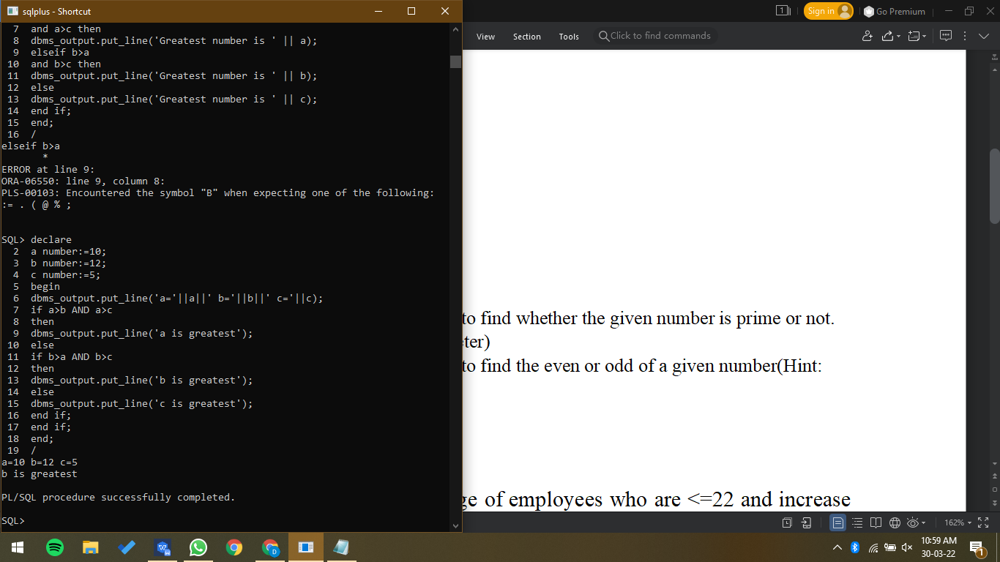 sqlplus - Shortcut
7 and a>c then
8 dbms_output.put_line('Greatest number is ' || a);
9 elseif b>a
10 and b>c then
11 dbms_output.put_line('Greatest number is ' || b);
12 else
13 dbms_output.put_line('Greatest number is ' || c);
14 end if;
15 end;
16 /
elseif b>a
*
ERROR at line 9:
ORA-06550: line 9, column 8:
PLS-00103: Encountered the symbol "B" when expecting one of the following:
:= . ( @ % ;
SQL> declare
2 a number:=10;
3 b number:=12;
4 c number:=5;
5 begin
6 dbms_output.put_line('a='||a||' b='||b||' c='||c);
7 if a>b AND a>c
8 then
9 dbms_output.put_line('a is greatest');
10 else
11 if b>a AND b>c
12 then
13 dbms_output.put_line('b is greatest');
14 else
15 dbms_output.put_line('c is greatest');
16 end if;
17 end if;
18 end;
19 /
a=10 b=12 c=5
b is greatest
PL/SQL procedure successfully completed.
SQL>
1 Sign in Go Premium
View Section Tools Click to find commands
to find whether the given number is prime or not.
ter)
to find the even or odd of a given number(Hint:
ge of employees who are <=22 and increase
162%
10:59 AM
30-03-22
1